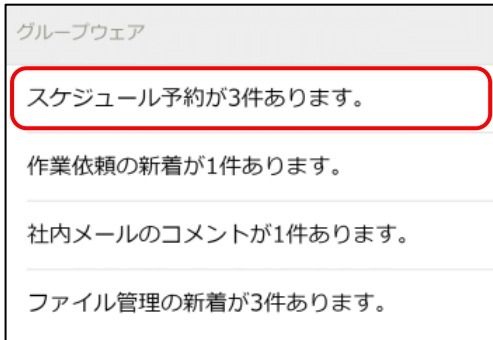 グループウェア
スケジュール予約が3件あります。
作業依頼の新着が1件あります。
社内メールのコメントが1件あります。
ファイル管理の新着が3件あります。